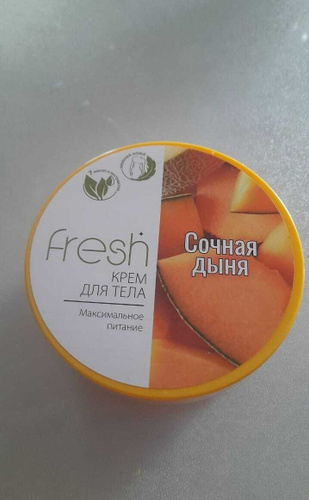 fresh
КРЕМ
ДЛЯ ТЕЛА
Максимальное
питание
Сочная
дыня